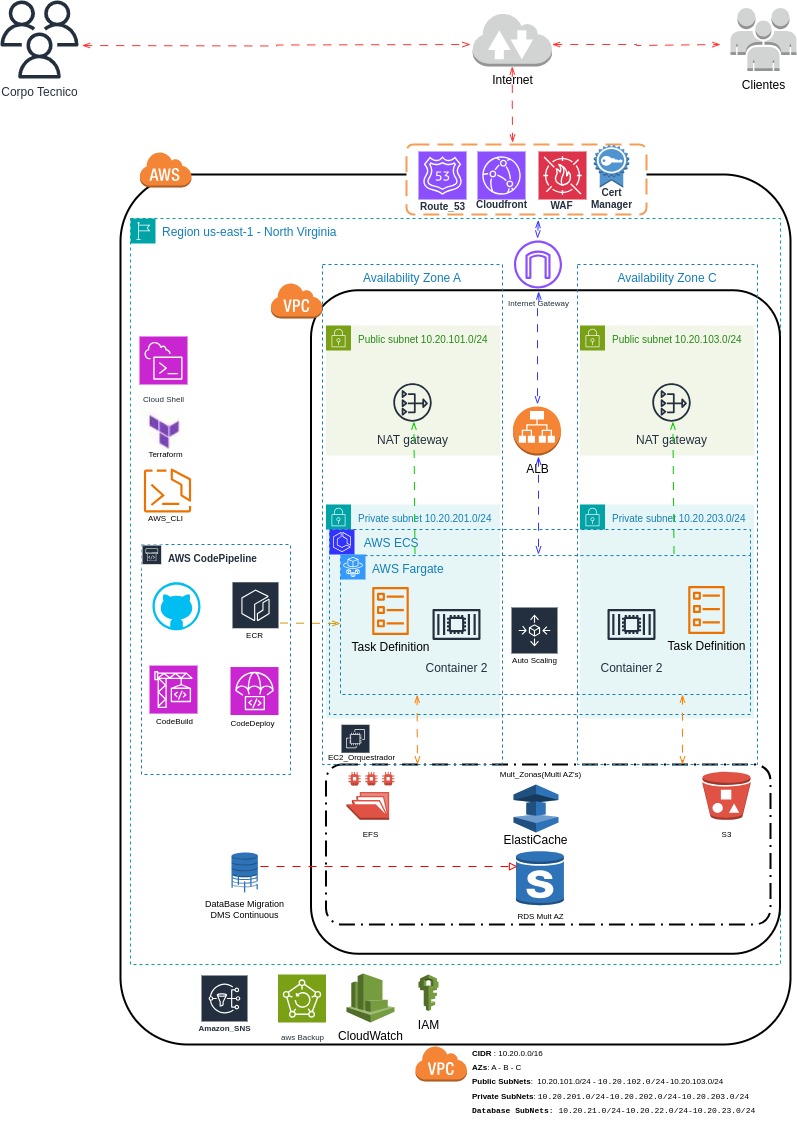 Corpo Tecnico
Internet
Clientes
AWS
53
Route_53
Cloudfront
WAF
Cert
Manager
Region us-east-1 - North Virginia
Availability Zone A
Availability Zone C
VPC
Internet Gateway
Public subnet 10.20.101.0/24
Public subnet 10.20.103.0/24
Cloud Shell
NAT gateway
NAT gateway
Terraform
ALB
AWS_CLI
Private subnet 10.20.201.0/24
Private subnet 10.20.203.0/24
AWS ECS
AWS CodePipeline
AWS Fargate
ECR
Task Definition
Task Definition
Auto Scaling
Container 2
Container 2
CodeBuild
CodeDeploy
EC2_Orquestrador
Mult_Zonas(Multi AZ's)
EFS
ElastiCache
S3
S
DataBase Migration
DMS Continuous
RDS Mult AZ
Amazon_SNS
aws Backup
CloudWatch
IAM
VPC
CIDR : 10.20.0.0/16
AZs: A - B - C
Public SubNets: 10.20.101.0/24 - 10.20.102.0/24-10.20.103.0/24
Private SubNets: 10.20.201.0/24-10.20.202.0/24-10.20.203.0/24
Database SubNets: 10.20.21.0/24-10.20.22.0/24-10.20.23.0/24